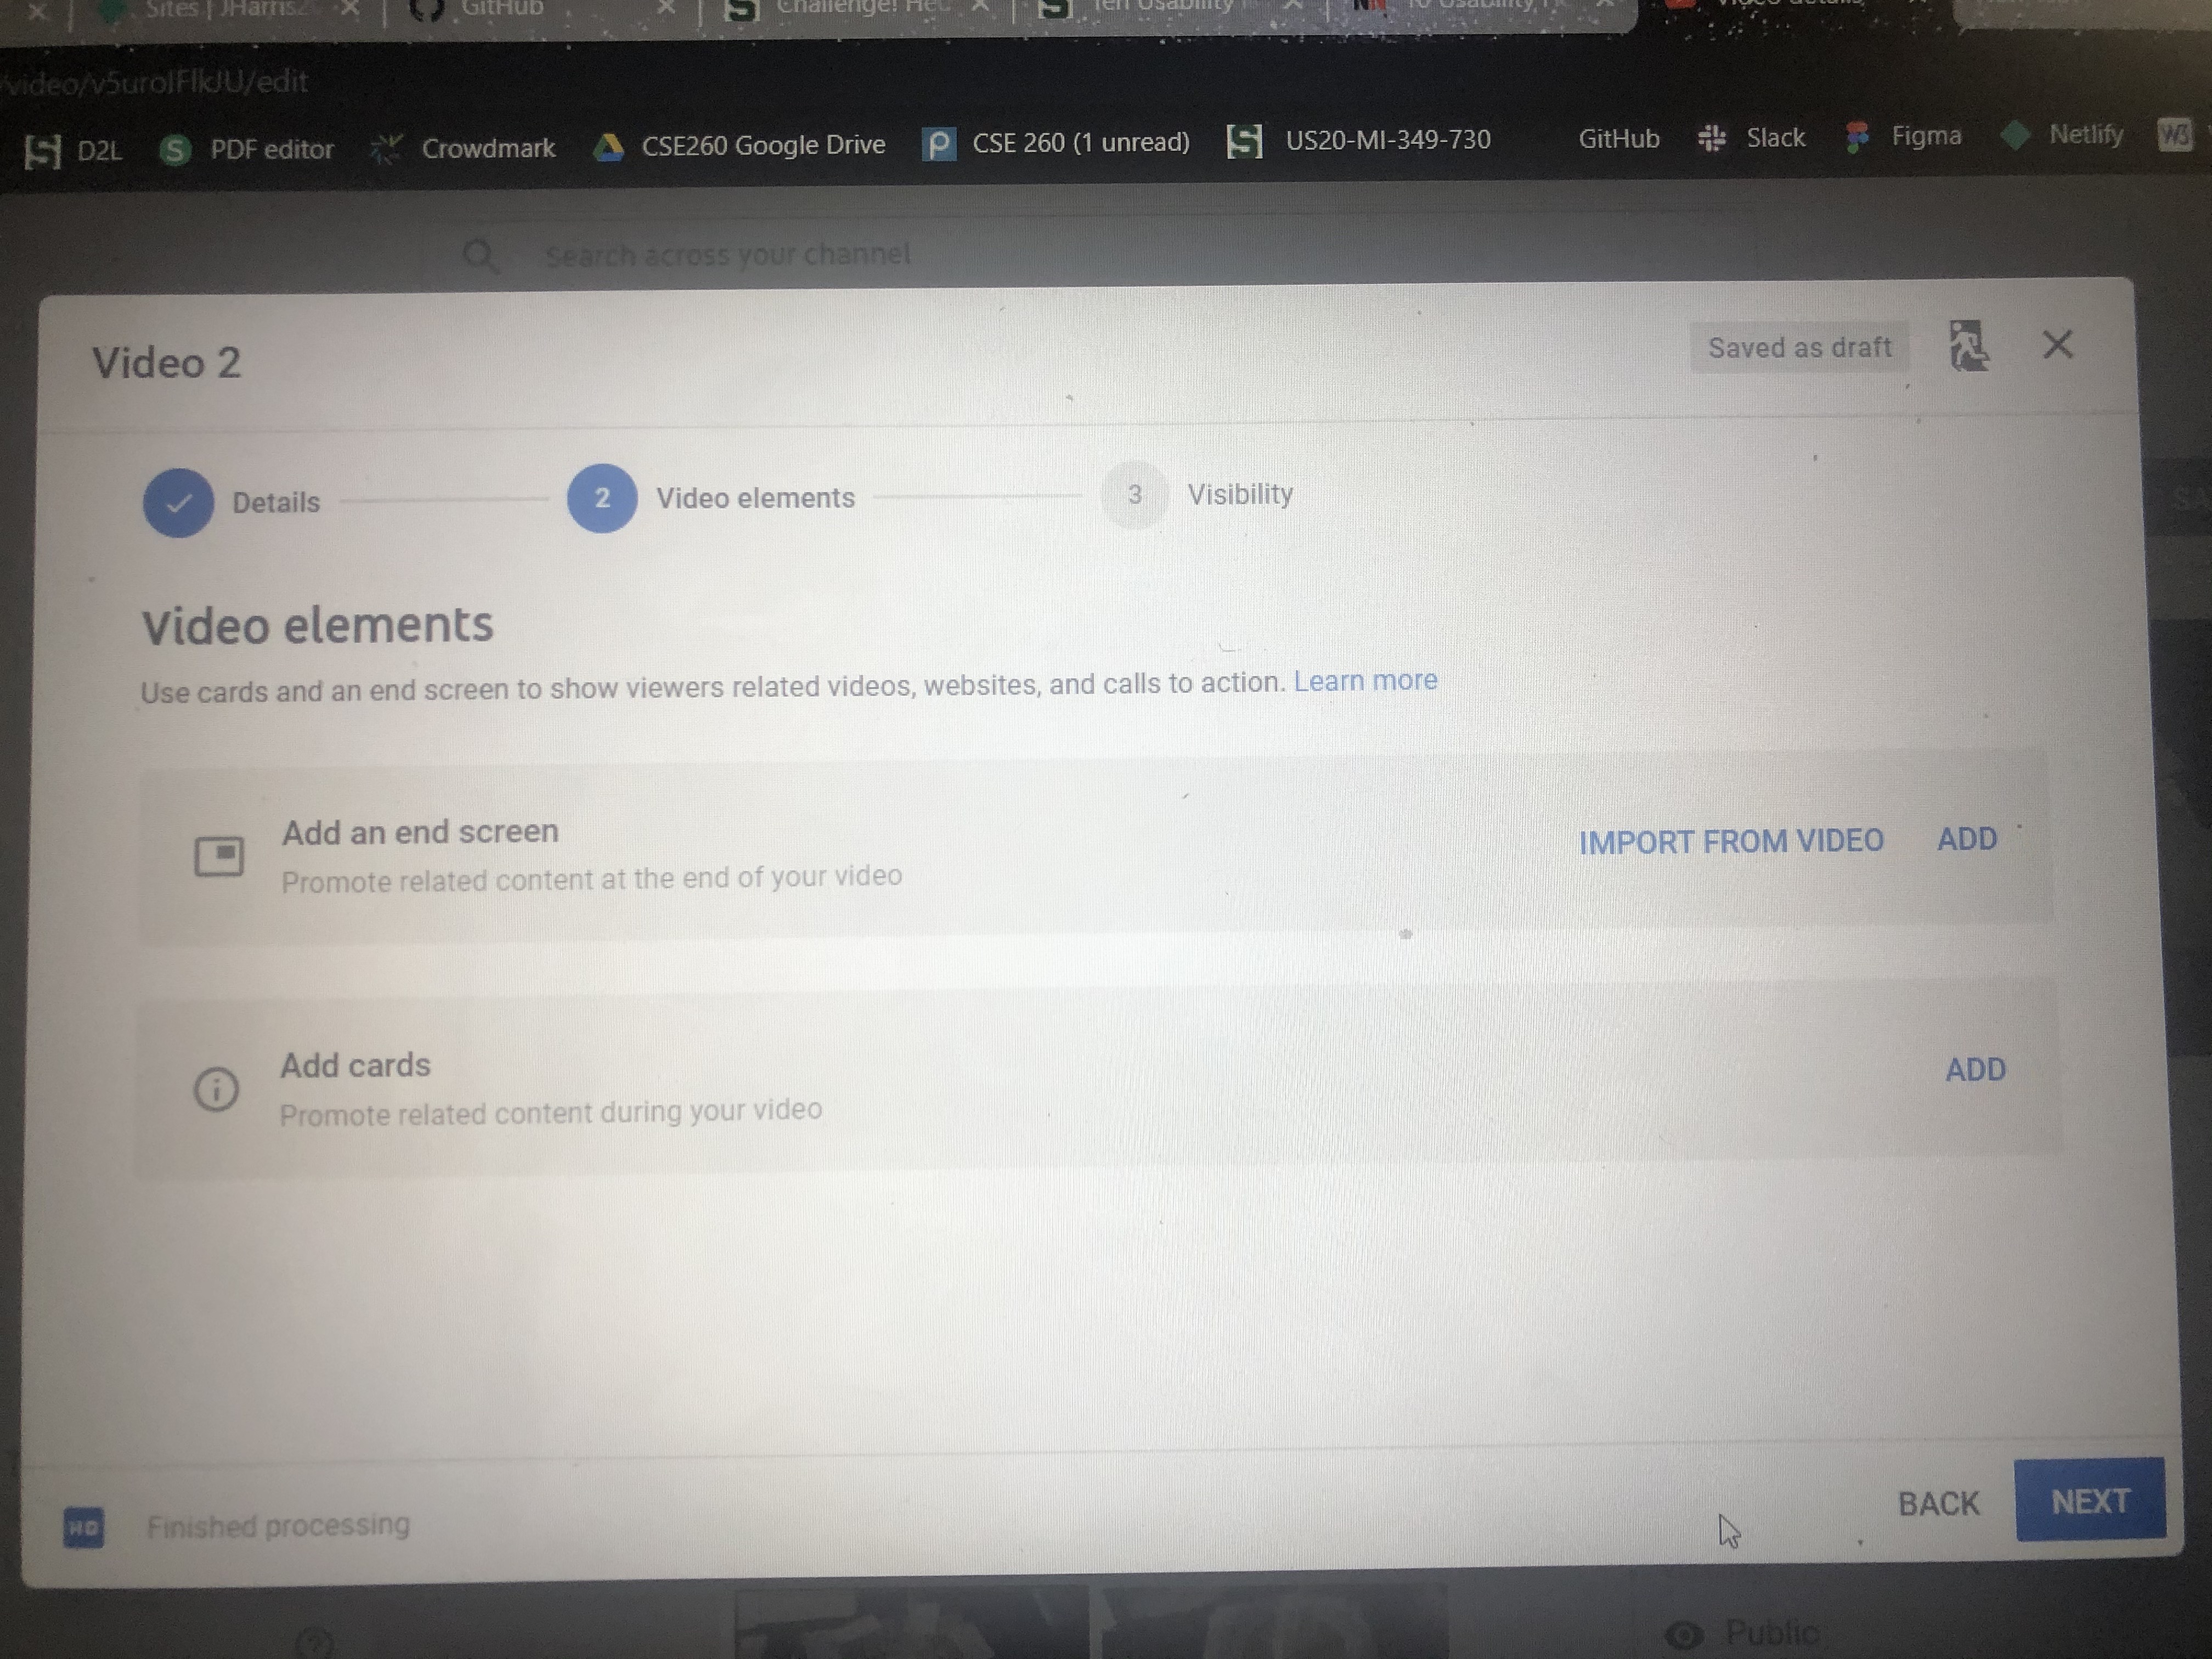 Sites | JHarris2
GitHub
Challenge! Heu
Ten Usability
10 Usability
/video/v5uroIFlkJU/edit
D2L PDF editor Crowdmark CSE260 Google Drive CSE 260 (1 unread) US20-MI-349-730 GitHub Slack Figma Netlify W3
Search across your channel
Video 2
Saved as draft
Details
2 Video elements
3 Visibility
Video elements
Use cards and an end screen to show viewers related videos, websites, and calls to action. Learn more
Add an end screen
Promote related content at the end of your video
IMPORT FROM VIDEO ADD
Add cards
Promote related content during your video
ADD
HD Finished processing
BACK NEXT
Public